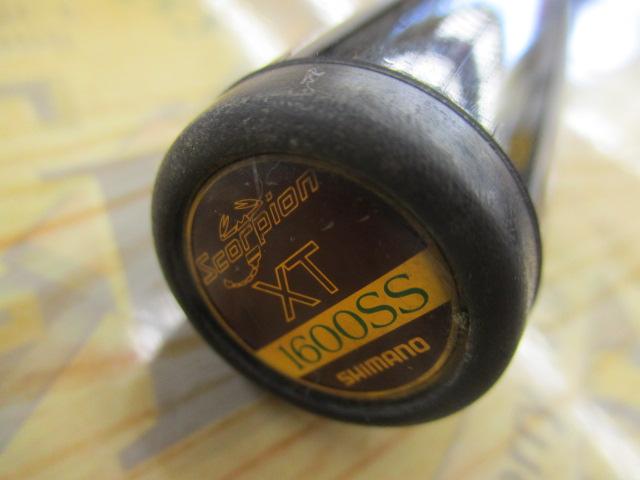 Scorpion
XT
1600SS
SHIMANO